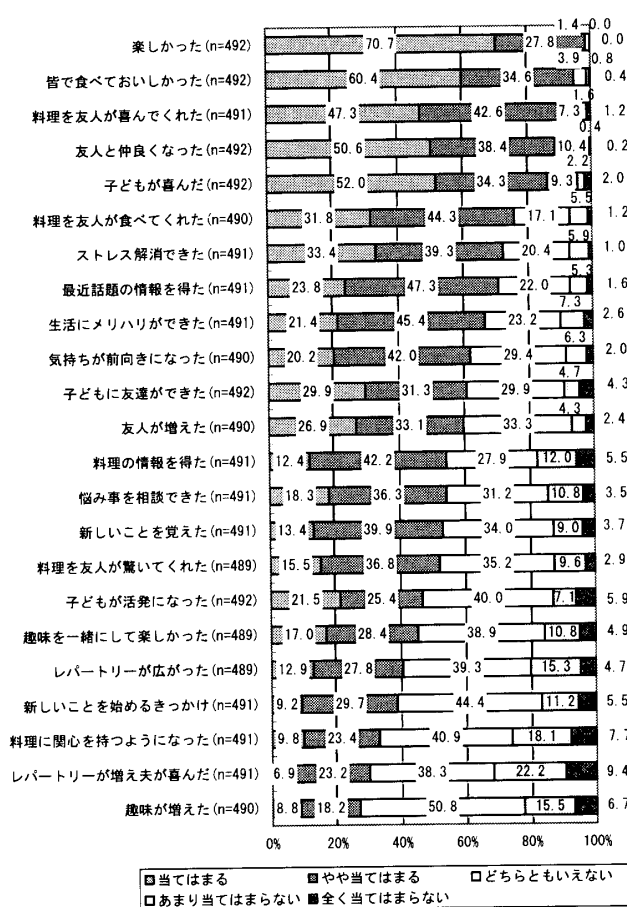 1.4 0.0
楽しかった(n=492) 70.7 27.8 0.0
3.9 0.8
皆で食べておいしかった(n=492) 60.4 34.6 0.4
1.6
料理を友人が喜んでくれた(n=491) 47.3 42.6 7.3 1.2
0.4
友人と仲良くなった(n=492) 50.6 38.4 10.4 0.2
2.2
子どもが喜んだ(n=492) 52.0 34.3 9.3 2.0
5.5
料理を友人が食べてくれた(n=490) 31.8 44.3 17.1 1.2
5.9
ストレス解消できた(n=491) 33.4 39.3 20.4 1.0
5.3
最近話題の情報を得た(n=491) 23.8 47.3 22.0 1.6
7.3
生活にメリハリができた(n=491) 21.4 45.4 23.2 2.6
6.3
気持ちが前向きになった(n=490) 20.2 42.0 29.4 2.0
4.7
子どもに友達ができた(n=492) 29.9 31.3 29.9 4.3
4.3
友人が増えた(n=490) 26.9 33.1 33.3 2.4
料理の情報を得た(n=491) 12.4 42.2 27.9 12.0 5.5
悩み事を相談できた(n=491) 18.3 36.3 31.2 10.8 3.5
新しいことを覚えた(n=491) 13.4 39.9 34.0 9.0 3.7
料理を友人が驚いてくれた(n=489) 15.5 36.8 35.2 9.6 2.9
子どもが活発になった(n=492) 21.5 25.4 40.0 7.1 5.9
趣味を一緒にして楽しかった(n=489) 17.0 28.4 38.9 10.8 4.9
レパートリーが広がった(n=489) 12.9 27.8 39.3 15.3 4.7
新しいことを始めるきっかけ(n=491) 9.2 29.7 44.4 11.2 5.5
料理に関心を持つようになった(n=491) 9.8 23.4 40.9 18.1 7.7
レパートリーが増え夫が喜んだ(n=491) 6.9 23.2 38.3 22.2 9.4
趣味が増えた(n=490) 8.8 18.2 50.8 15.5 6.7
0% 20% 40% 60% 80% 100%
当てはまる やや当てはまる どちらともいえない
あまり当てはまらない 全く当てはまらない